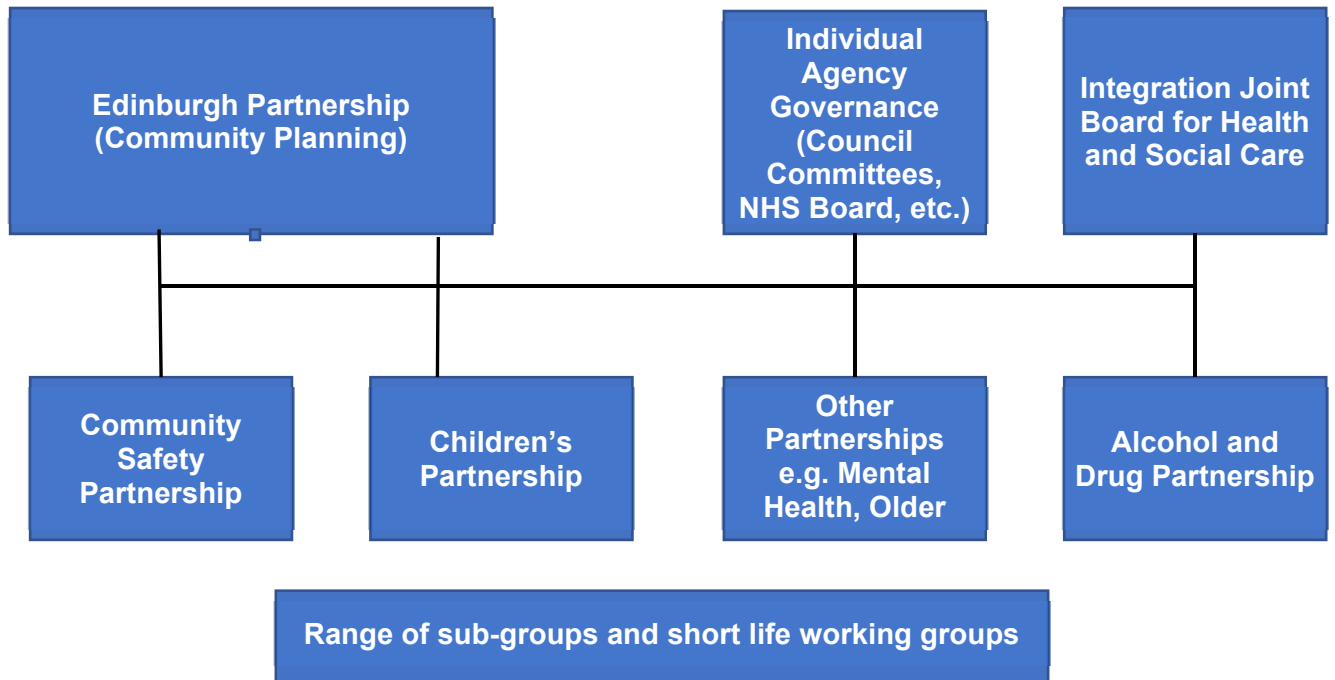 Edinburgh Partnership
(Community Planning)
Individual
Agency
Governance
(Council
Committees,
NHS Board, etc.)
Integration Joint
Board for Health
and Social Care
Community
Safety
Partnership
Children’s
Partnership
Other
Partnerships
e.g. Mental
Health, Older
Alcohol and
Drug Partnership
Range of sub-groups and short life working groups